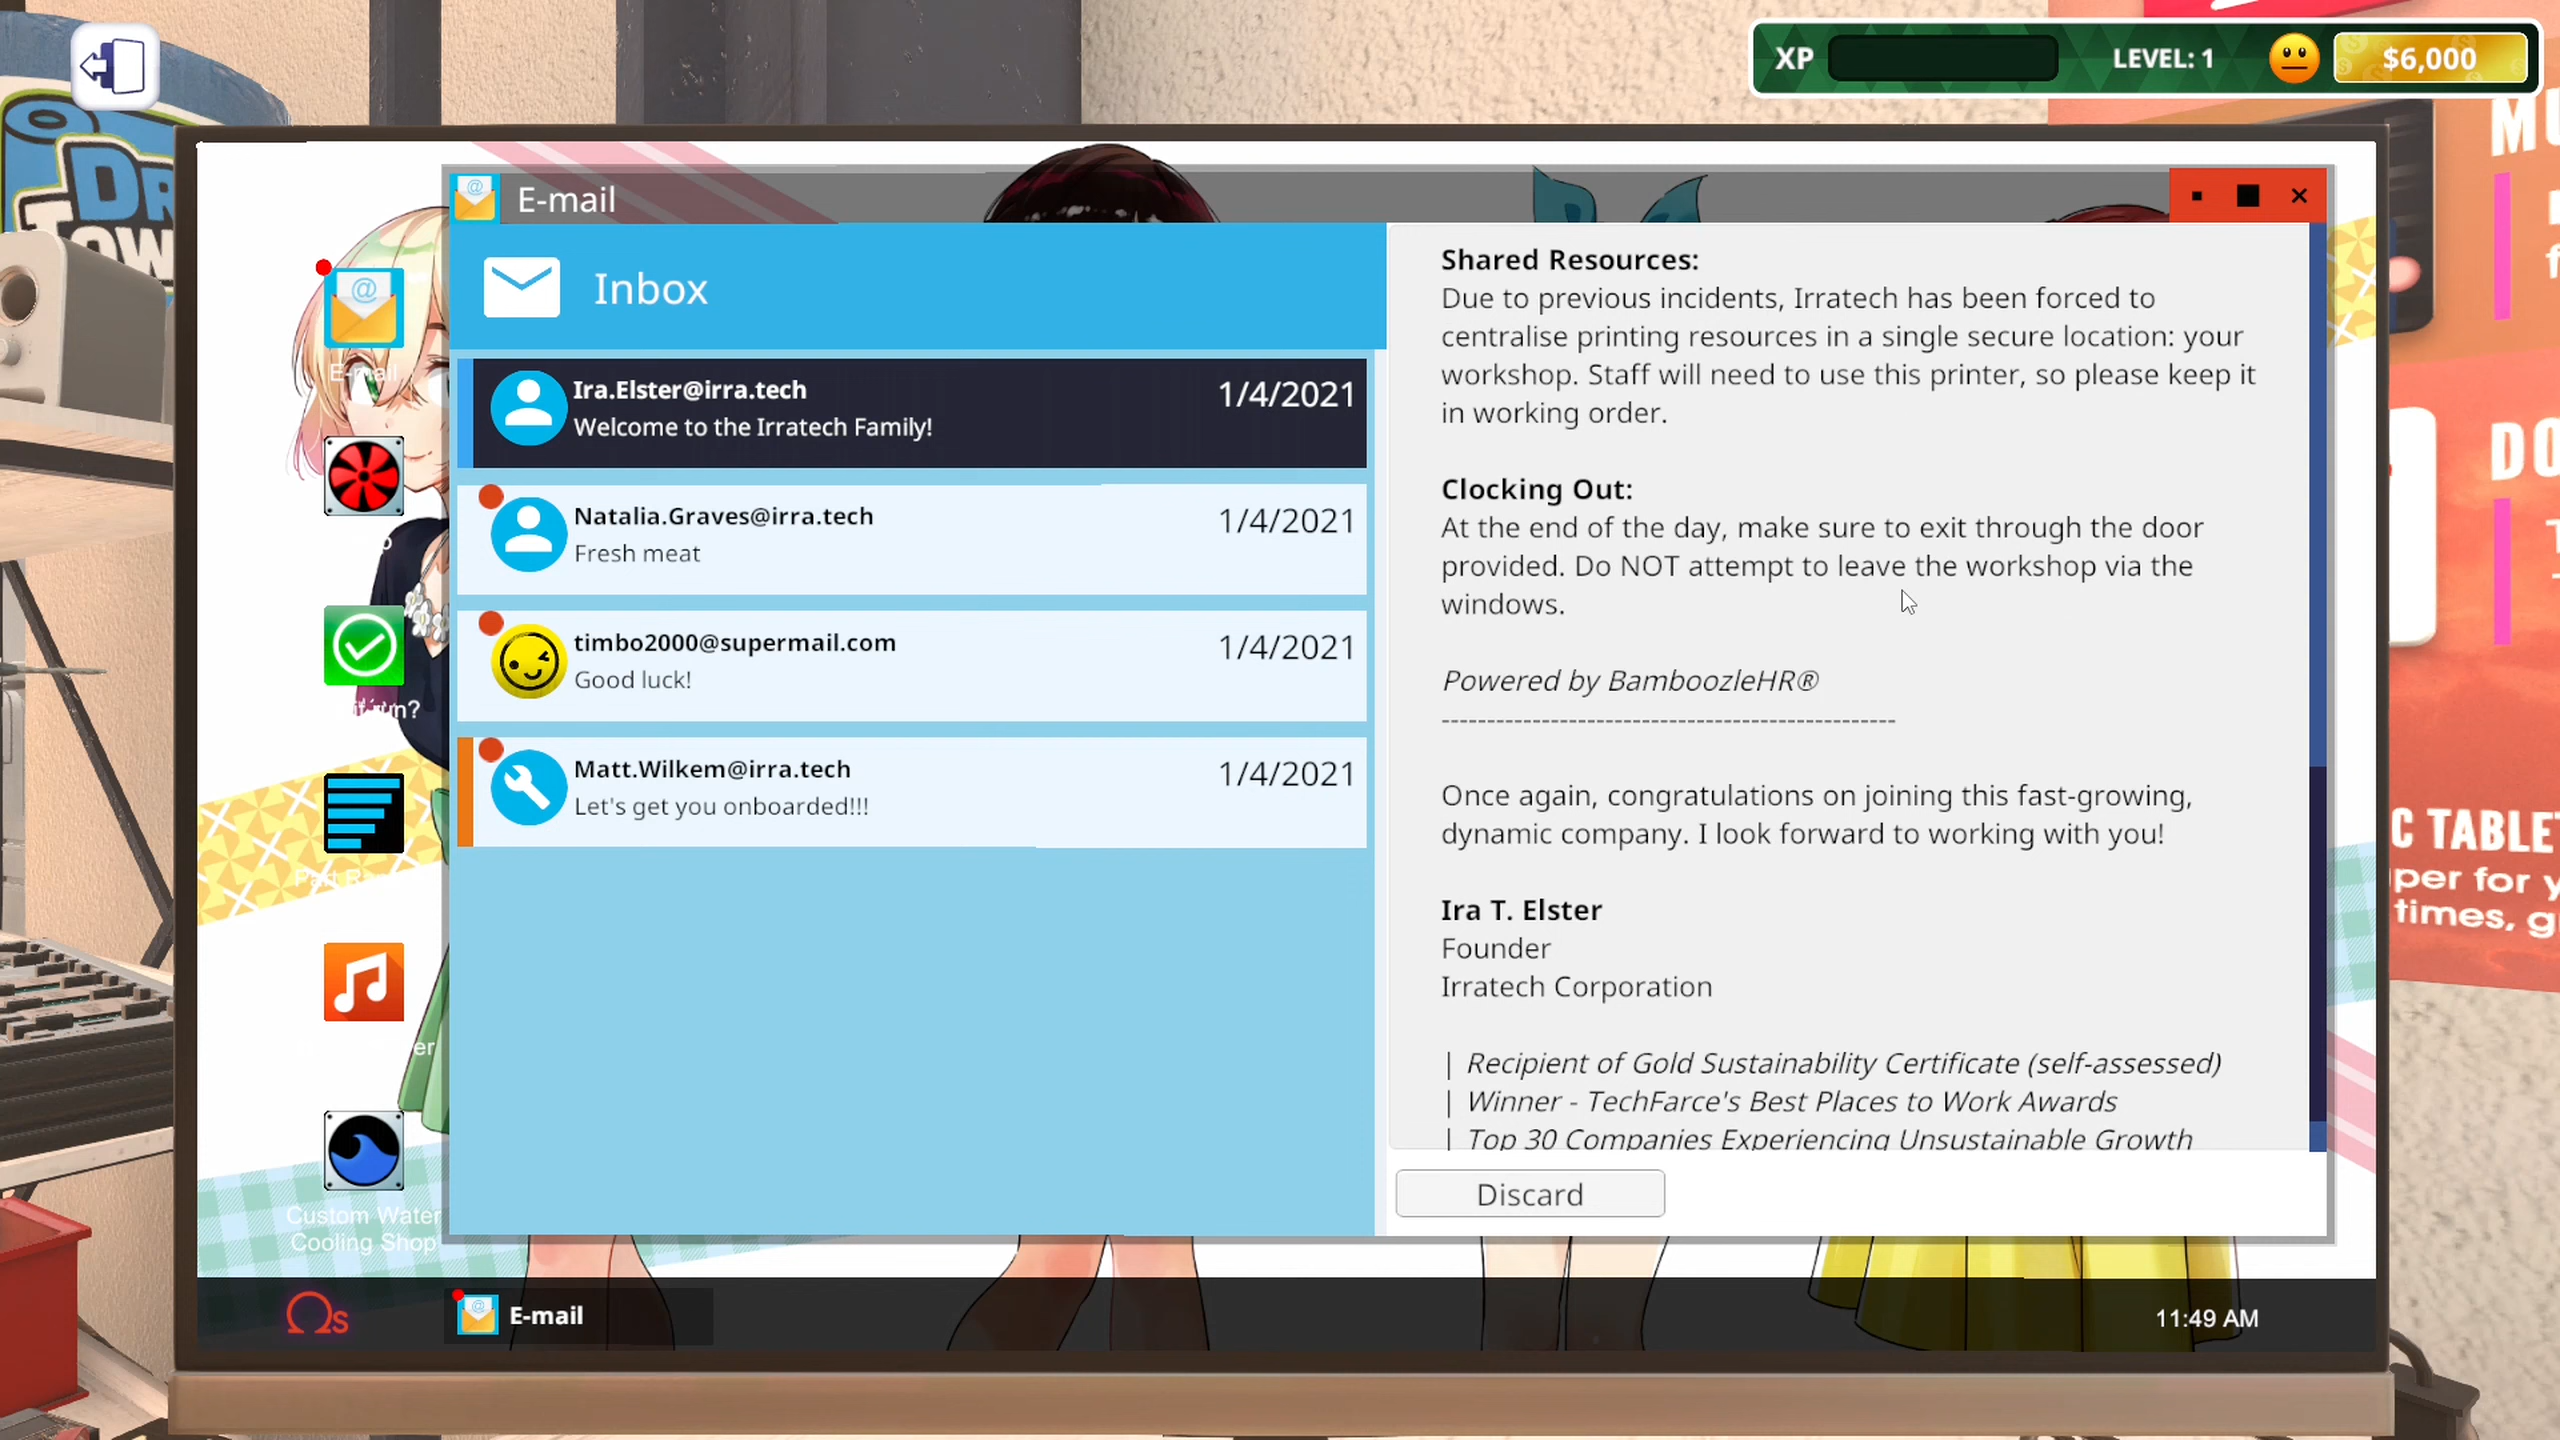 XP
LEVEL: 1
$6,000
E-mail
Inbox
Ira.Elster@irra.tech
1/4/2021
Welcome to the Irratech Family!
Natalia.Graves@irra.tech
1/4/2021
Fresh meat
timbo2000@supermail.com
1/4/2021
Good luck!
Matt.Wilkem@irra.tech
1/4/2021
Let's get you onboarded!!!
Shared Resources:
Due to previous incidents, Irratech has been forced to
centralise printing resources in a single secure location: your
workshop. Staff will need to use this printer, so please keep it
in working order.
Clocking Out:
At the end of the day, make sure to exit through the door
provided. Do NOT attempt to leave the workshop via the
windows.
Powered by BamboozleHR®
--------------------------------------------------
Once again, congratulations on joining this fast-growing,
dynamic company. I look forward to working with you!
Ira T. Elster
Founder
Irratech Corporation
| Recipient of Gold Sustainability Certificate (self-assessed)
| Winner - TechFarce's Best Places to Work Awards
| Top 30 Companies Experiencing Unsustainable Growth
Discard
E-mail
Custom Water
Cooling Shop
E-mail
11:49 AM
DR
TOW
MU
DO
C TABLET
per for y
times, g